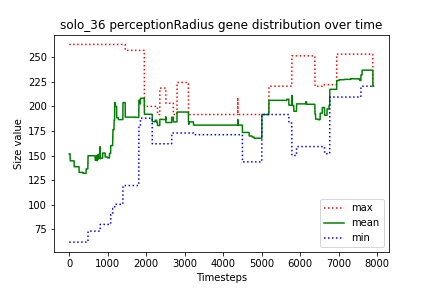 solo_36 perceptionRadius gene distribution over time
Size value
250
225
200
175
150
125
100
75
max
mean
min
0 1000 2000 3000 4000 5000 6000 7000 8000
Timesteps